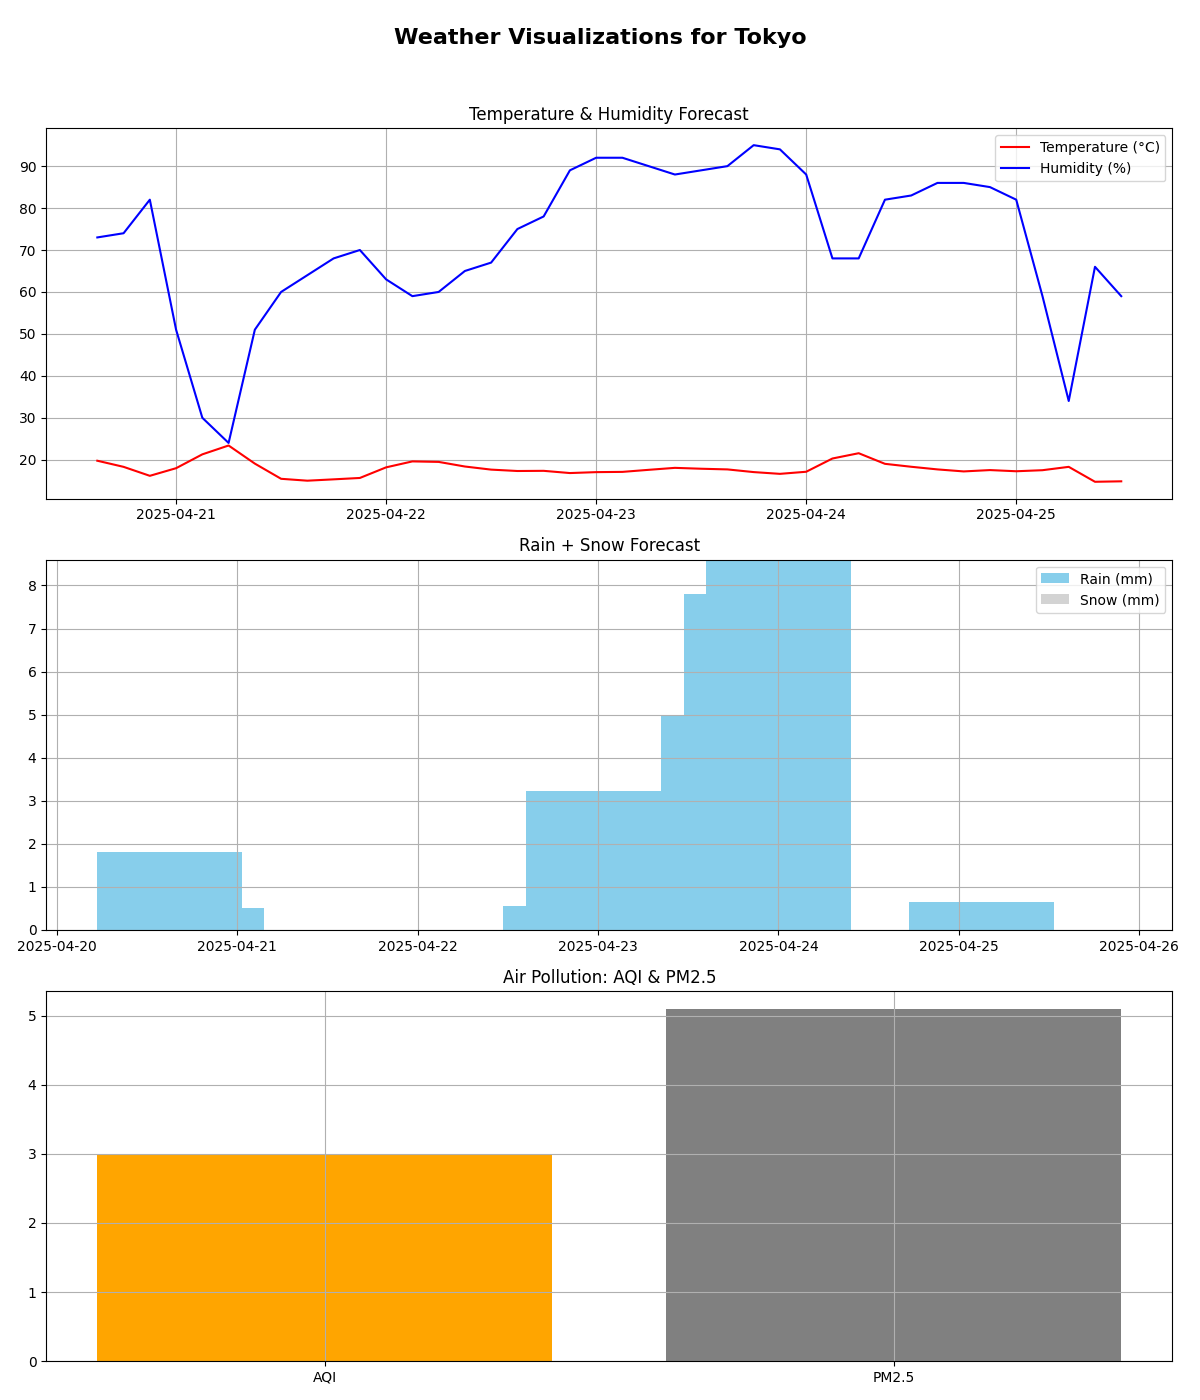 Weather Visualizations for Tokyo
Temperature & Humidity Forecast
Temperature (°C)
Humidity (%)
90
80
70
60
50
40
30
20
2025-04-21 2025-04-22 2025-04-23 2025-04-24 2025-04-25
Rain + Snow Forecast
Rain (mm)
Snow (mm)
8
7
6
5
4
3
2
1
0
2025-04-20 2025-04-21 2025-04-22 2025-04-23 2025-04-24 2025-04-25 2025-04-26
Air Pollution: AQI & PM2.5
5
4
3
2
1
0
AQI PM2.5